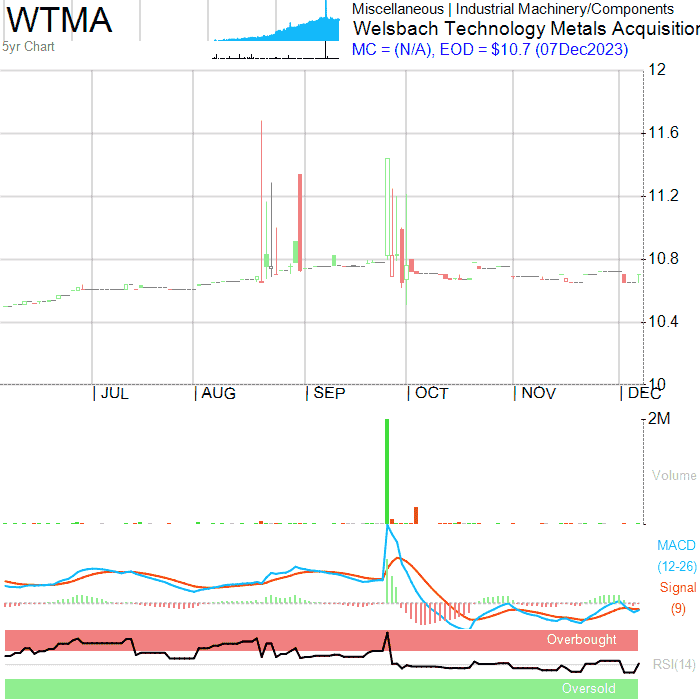 WTMA
5yr Chart
Miscellaneous | Industrial Machinery/Components
Welsbach Technology Metals Acquisition
MC = (N/A), EOD = $10.7 (07Dec2023)
12
11.6
11.2
10.8
10.4
10
| JUL
| AUG
| SEP
| OCT
| NOV
| DEC
2M
Volume
MACD
(12-26)
Signal
(9)
Overbought
RSI(14)
Oversold